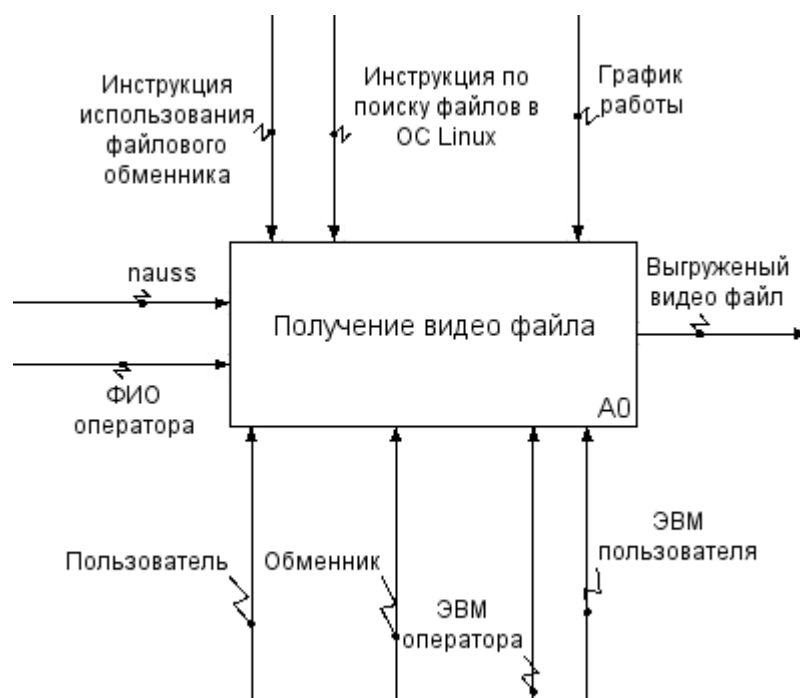 Инструкция
использования
файлового
обменника
Инструкция по
поиску файлов в
ОС Linux
График
работы
nauss
ФИО
оператора
Получение видео файла
A0
Выгруженый
видео файл
Пользователь
Обменник
ЭВМ
оператора
ЭВМ
пользователя